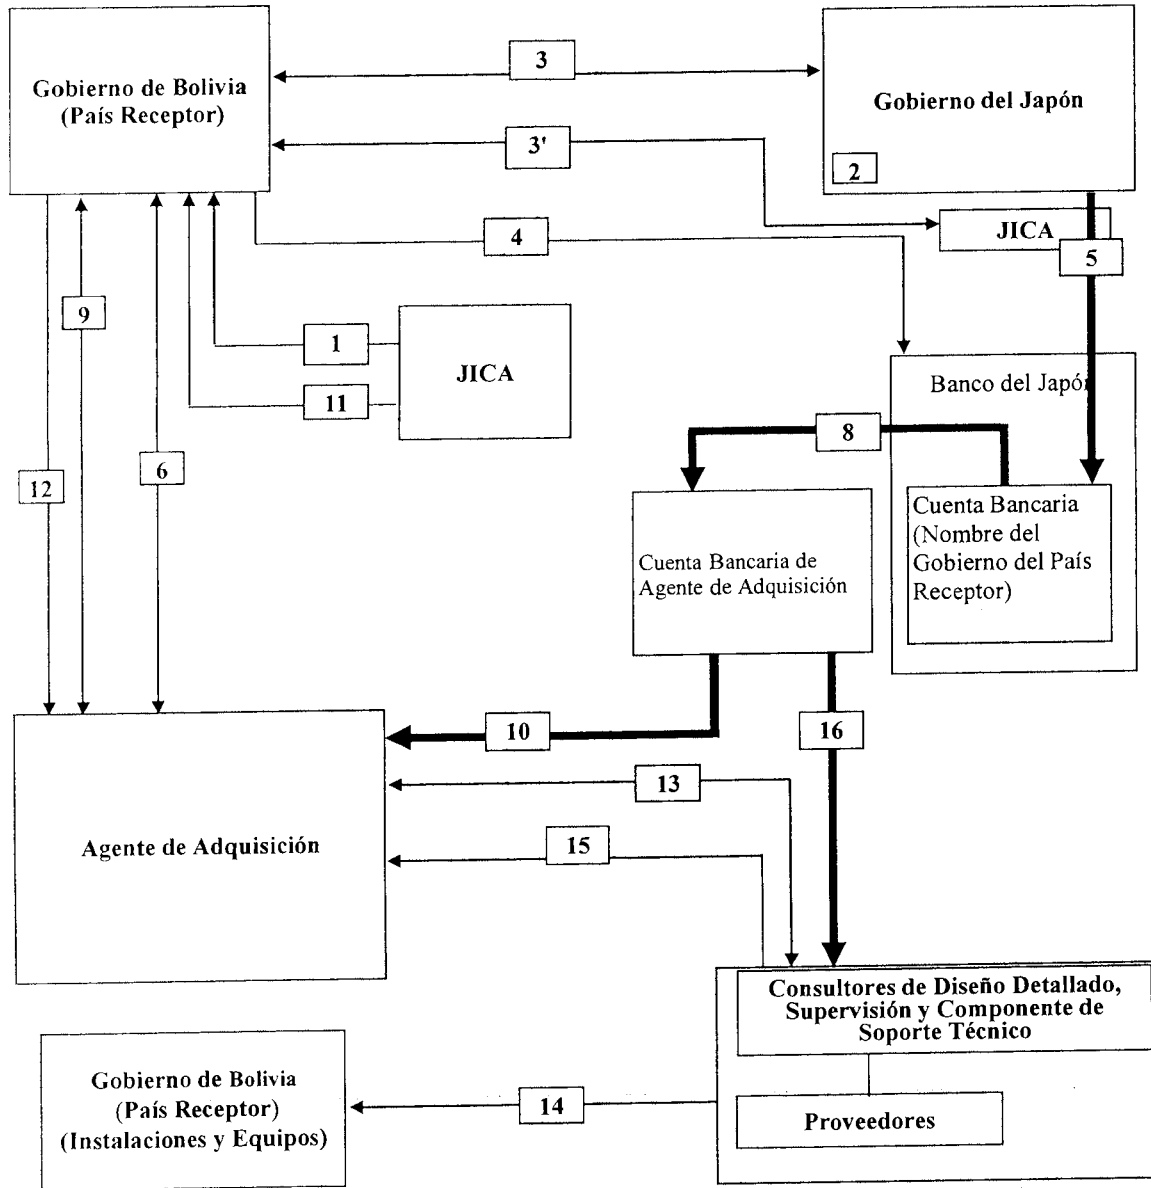 Gobierno de Bolivia
(País Receptor)
3
Gobierno del Japón
3'
2
4
JICA
5
9
1
JICA
11
Banco del Japón
8
6
12
Cuenta Bancaria
(Nombre del
Gobierno del País
Receptor)
Cuenta Bancaria de
Agente de Adquisición
10
16
13
Agente de Adquisición
15
Consultores de Diseño Detallado,
Supervisión y Componente de
Soporte Técnico
Gobierno de Bolivia
(País Receptor)
(Instalaciones y Equipos)
14
Proveedores